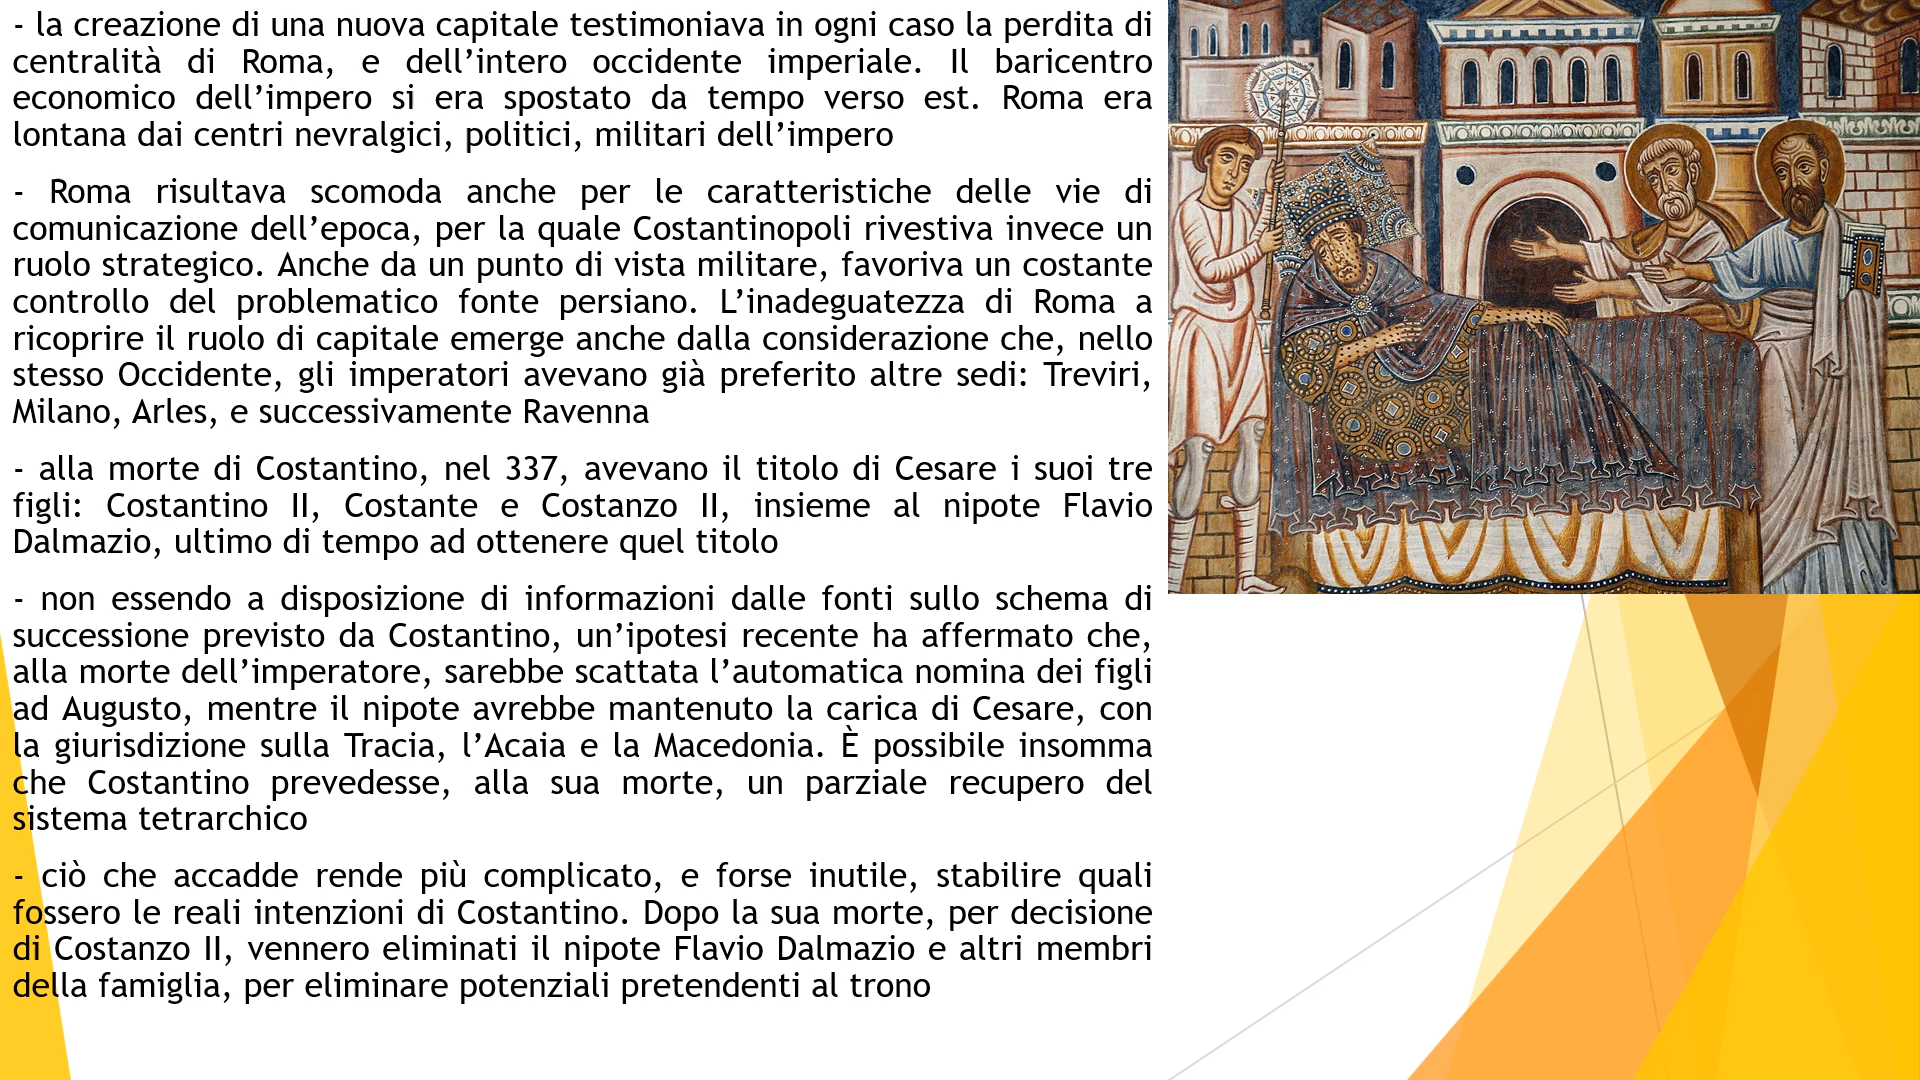 - la creazione di una nuova capitale testimoniava in ogni caso la perdita di
centralità di Roma, e dell’intero occidente imperiale. Il baricentro
economico dell’impero si era spostato da tempo verso est. Roma era
lontana dai centri nevralgici, politici, militari dell’impero
- Roma risultava scomoda anche per le caratteristiche delle vie di
comunicazione dell’epoca, per la quale Costantinopoli rivestiva invece un
ruolo strategico. Anche da un punto di vista militare, favoriva un costante
controllo del problematico fonte persiano. L’inadeguatezza di Roma a
ricoprire il ruolo di capitale emerge anche dalla considerazione che, nello
stesso Occidente, gli imperatori avevano già preferito altre sedi: Treviri,
Milano, Arles, e successivamente Ravenna
- alla morte di Costantino, nel 337, avevano il titolo di Cesare i suoi tre
figli: Costantino II, Costante e Costanzo II, insieme al nipote Flavio
Dalmazio, ultimo di tempo ad ottenere quel titolo
- non essendo a disposizione di informazioni dalle fonti sullo schema di
successione previsto da Costantino, un’ipotesi recente ha affermato che,
alla morte dell’imperatore, sarebbe scattata l’automatica nomina dei figli
ad Augusto, mentre il nipote avrebbe mantenuto la carica di Cesare, con
la giurisdizione sulla Tracia, l’Acaia e la Macedonia. È possibile insomma
che Costantino prevedesse, alla sua morte, un parziale recupero del
sistema tetrarchico
- ciò che accadde rende più complicato, e forse inutile, stabilire quali
fossero le reali intenzioni di Costantino. Dopo la sua morte, per decisione
di Costanzo II, vennero eliminati il nipote Flavio Dalmazio e altri membri
della famiglia, per eliminare potenziali pretendenti al trono